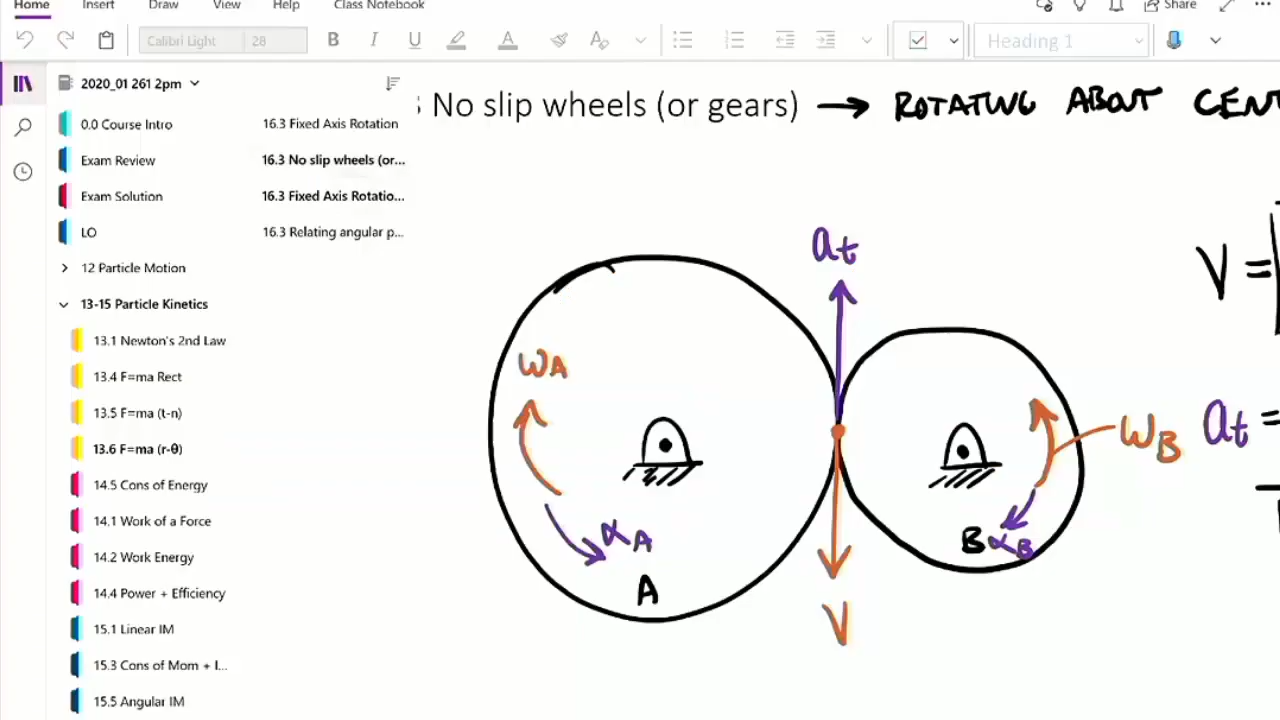 Home Insert Draw View Help Class Notebook Share
Calibri Light 28 B I U A Heading 1
2020_01 261 2pm
0.0 Course Intro
Exam Review
Exam Solution
LO
12 Particle Motion
13-15 Particle Kinetics
13.1 Newton's 2nd Law
13.4 F=ma Rect
13.5 F=ma (t-n)
13.6 F=ma (r-θ)
14.5 Cons of Energy
14.1 Work of a Force
14.2 Work Energy
14.4 Power + Efficiency
15.1 Linear IM
15.3 Cons of Mom + I...
15.5 Angular IM
16.3 Fixed Axis Rotation
16.3 No slip wheels (or...
16.3 Fixed Axis Rotatio...
16.3 Relating angular p...
No slip wheels (or gears) → ROTATING ABOUT CENT
at
V =
ωA
ωB
at =
αA
B αB
A
V